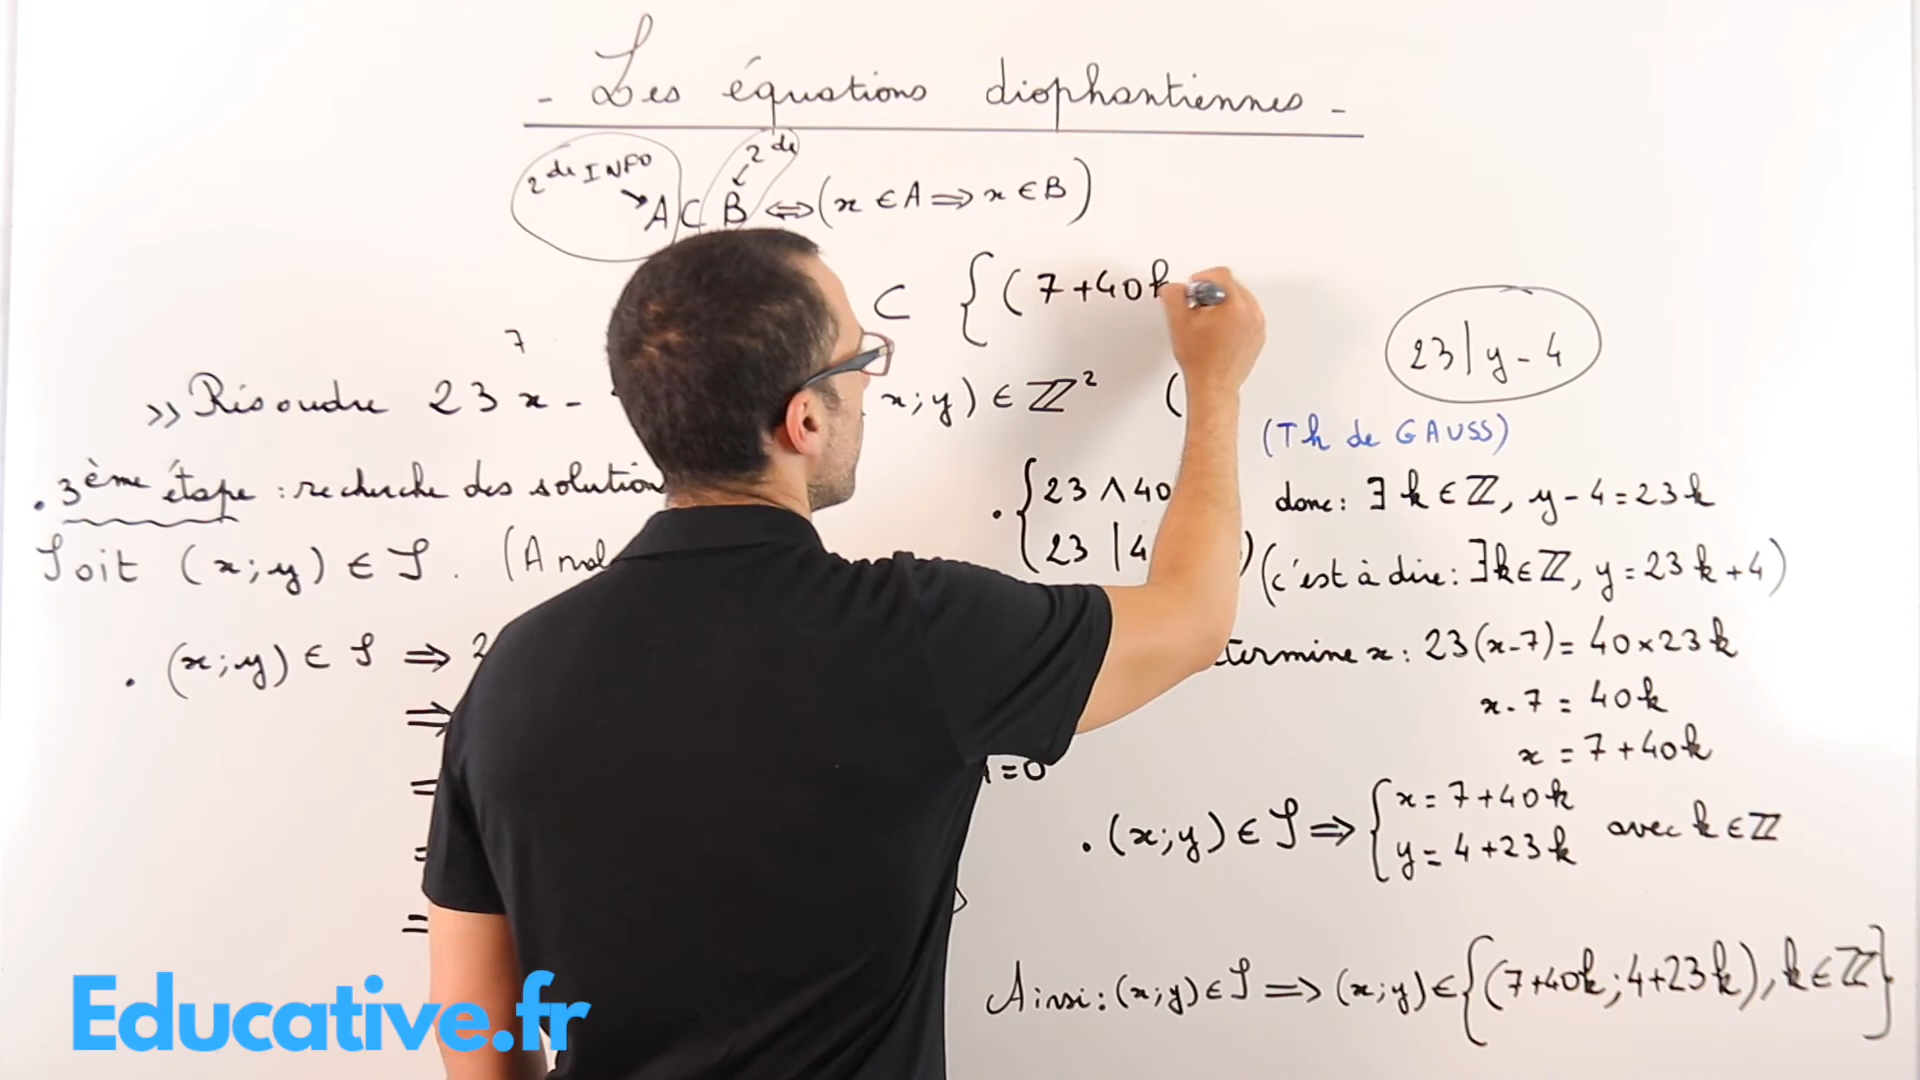 - Les équations diophantiennes -
2de INFO
2de
A ⊂ B ⇔ (x ∈ A ⇒ x ∈ B)
⊂ { (7+40k
7
23 | y - 4
>> Résoudre 23x - x; y) ∈ ℤ² (
(Th de GAUSS)
. 3ème étape : recherche des solution
. { 23 ∧ 40
23 | 4
donc : ∃ k ∈ ℤ, y - 4 = 23k
Soit (x; y) ∈ S. (Anal
) (c'est à dire : ∃ k ∈ ℤ, y = 23k + 4)
. (x; y) ∈ S ⇒ 2
termine x : 23(x-7) = 40×23k
⇒
x - 7 = 40k
x = 7+40k
=
=0
. (x; y) ∈ S ⇒ { x = 7+40k
y = 4+23k avec k ∈ ℤ
=
=
Ainsi : (x; y) ∈ S ⇒ (x; y) ∈ {(7+40k; 4+23k), k ∈ ℤ}
Educative.fr